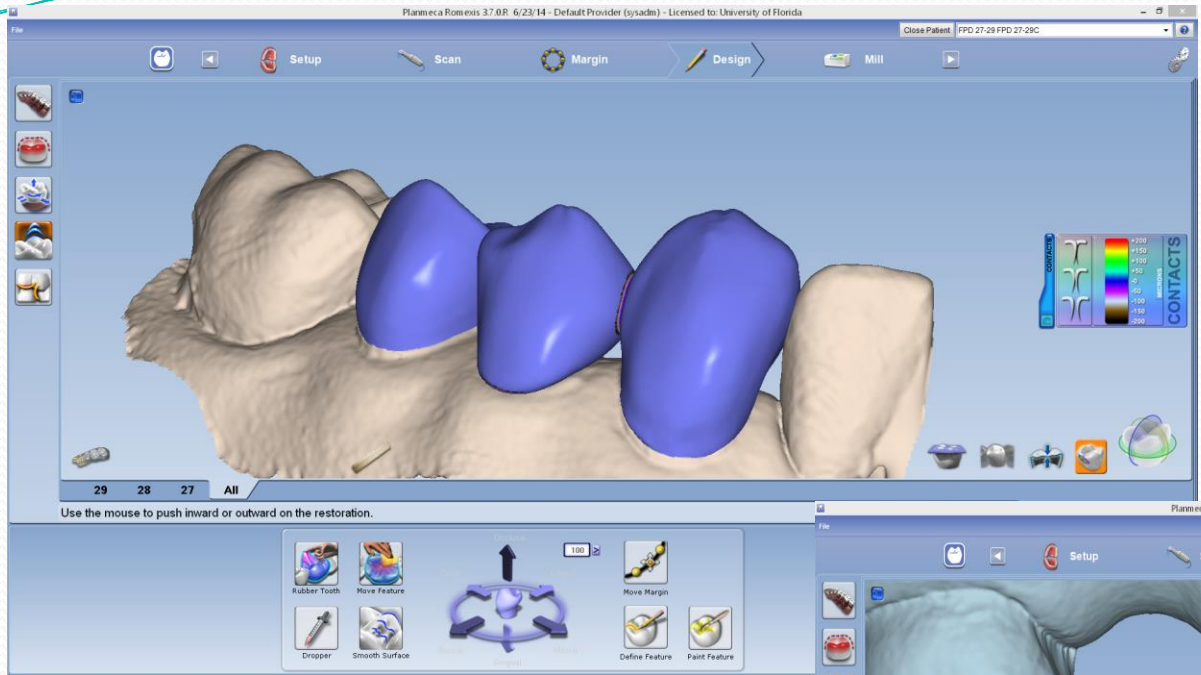 Planmeca Romexis 3.7.0.R 6/23/14 - Default Provider (sysadm) - Licensed to: University of Florida
File
Close Patient FPD 27-29 FPD 27-29C
Setup Scan Margin Design Mill
CONTACTS
+200
+150
+100
+50
-0
-50
-100
-150
-200
MICRONS
CONTACTS
29 28 27 All
Use the mouse to push inward or outward on the restoration.
100
Rubber Tooth Move Feature Move Margin
Dropper Smooth Surface Define Feature Paint Feature
Planmec
File
Setup